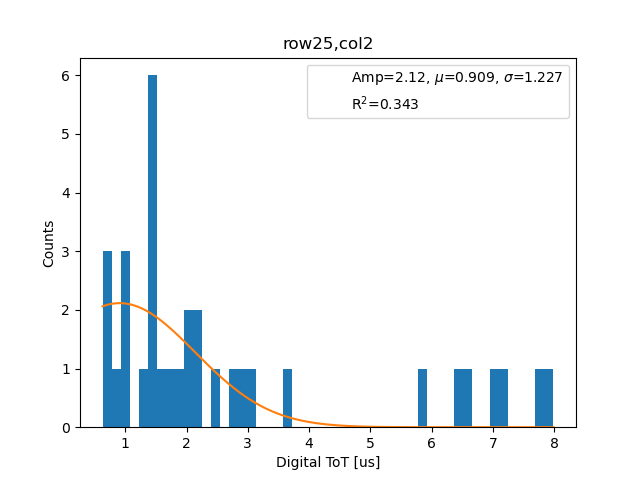 row25,col2
Amp=2.12, μ=0.909, σ=1.227
R²=0.343
Counts
6
5
4
3
2
1
0
1 2 3 4 5 6 7 8
Digital ToT [us]